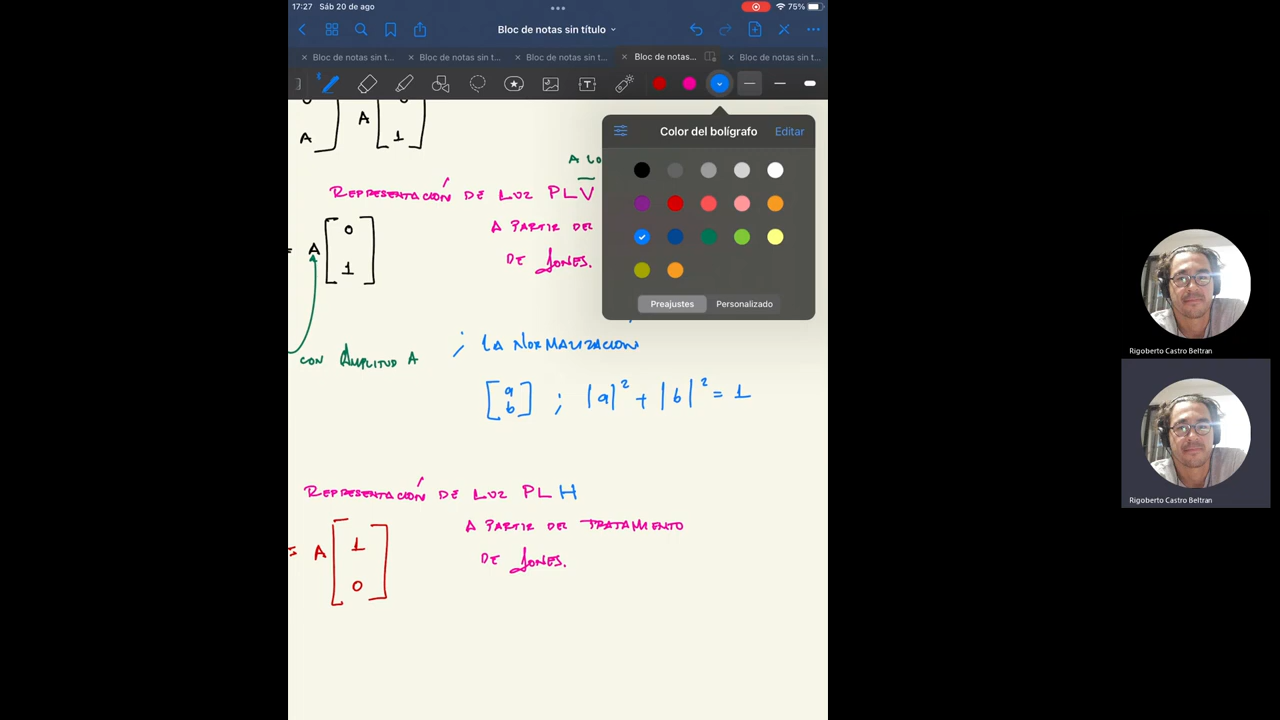 17:27 Sáb 20 de ago 75%
Bloc de notas sin título
Bloc de notas sin t... Bloc de notas sin t... Bloc de notas sin t... Bloc de notas... Bloc de notas sin t...
Color del bolígrafo Editar
A A 1
A LO
REPRESENTACIÓN DE LUZ PLV
A PARTIR DEL
DE JONES.
A [0
1]
; LA NORMALIZACION
CON AMPLITUD A
[a
b] ; |a|² + |b|² = 1
Preajustes Personalizado
REPRESENTACIÓN DE LUZ PLH
A PARTIR DEL TRATAMIENTO
DE JONES.
= A [1
0]
Rigoberto Castro Beltran
Rigoberto Castro Beltran